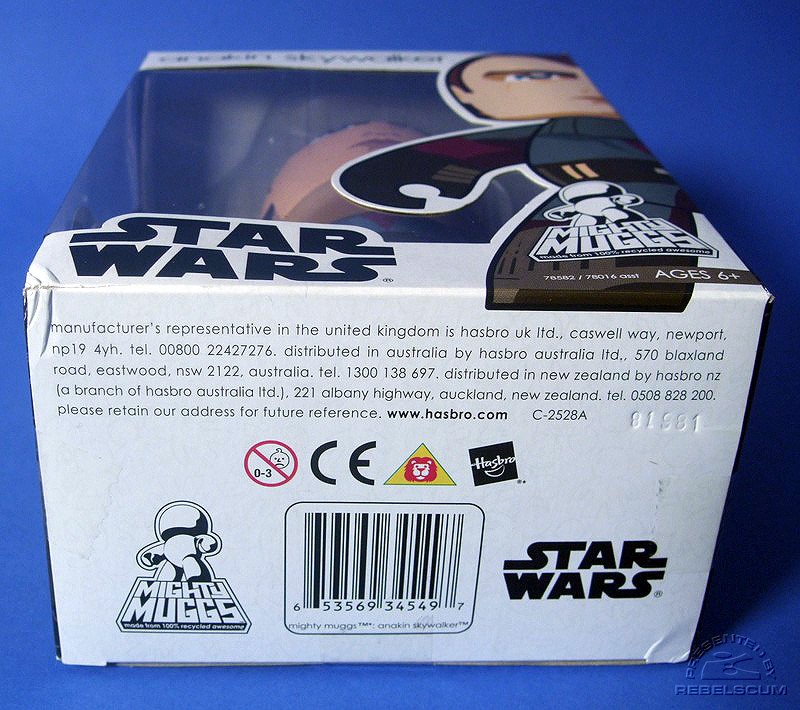 anakin skywalker
STAR
WARS®
MIGHTY
MUGGS
made from 100% recycled awesome
78582 / 78016 asst AGES 6+
manufacturer's representative in the united kingdom is hasbro uk ltd., caswell way, newport,
np19 4yh. tel. 00800 22427276. distributed in australia by hasbro australia ltd., 570 blaxland
road, eastwood, nsw 2122, australia. tel. 1300 138 697. distributed in new zealand by hasbro nz
(a branch of hasbro australia ltd.), 221 albany highway, auckland, new zealand. tel. 0508 828 200.
please retain our address for future reference. www.hasbro.com C-2528A
81981
0-3 CE Hasbro®.
MIGHTY
MUGGS
made from 100% recycled awesome
6 53569 34549 7
mighty muggs™*: anakin skywalker™
STAR
WARS®
PRESENTED BY
REBELSCUM